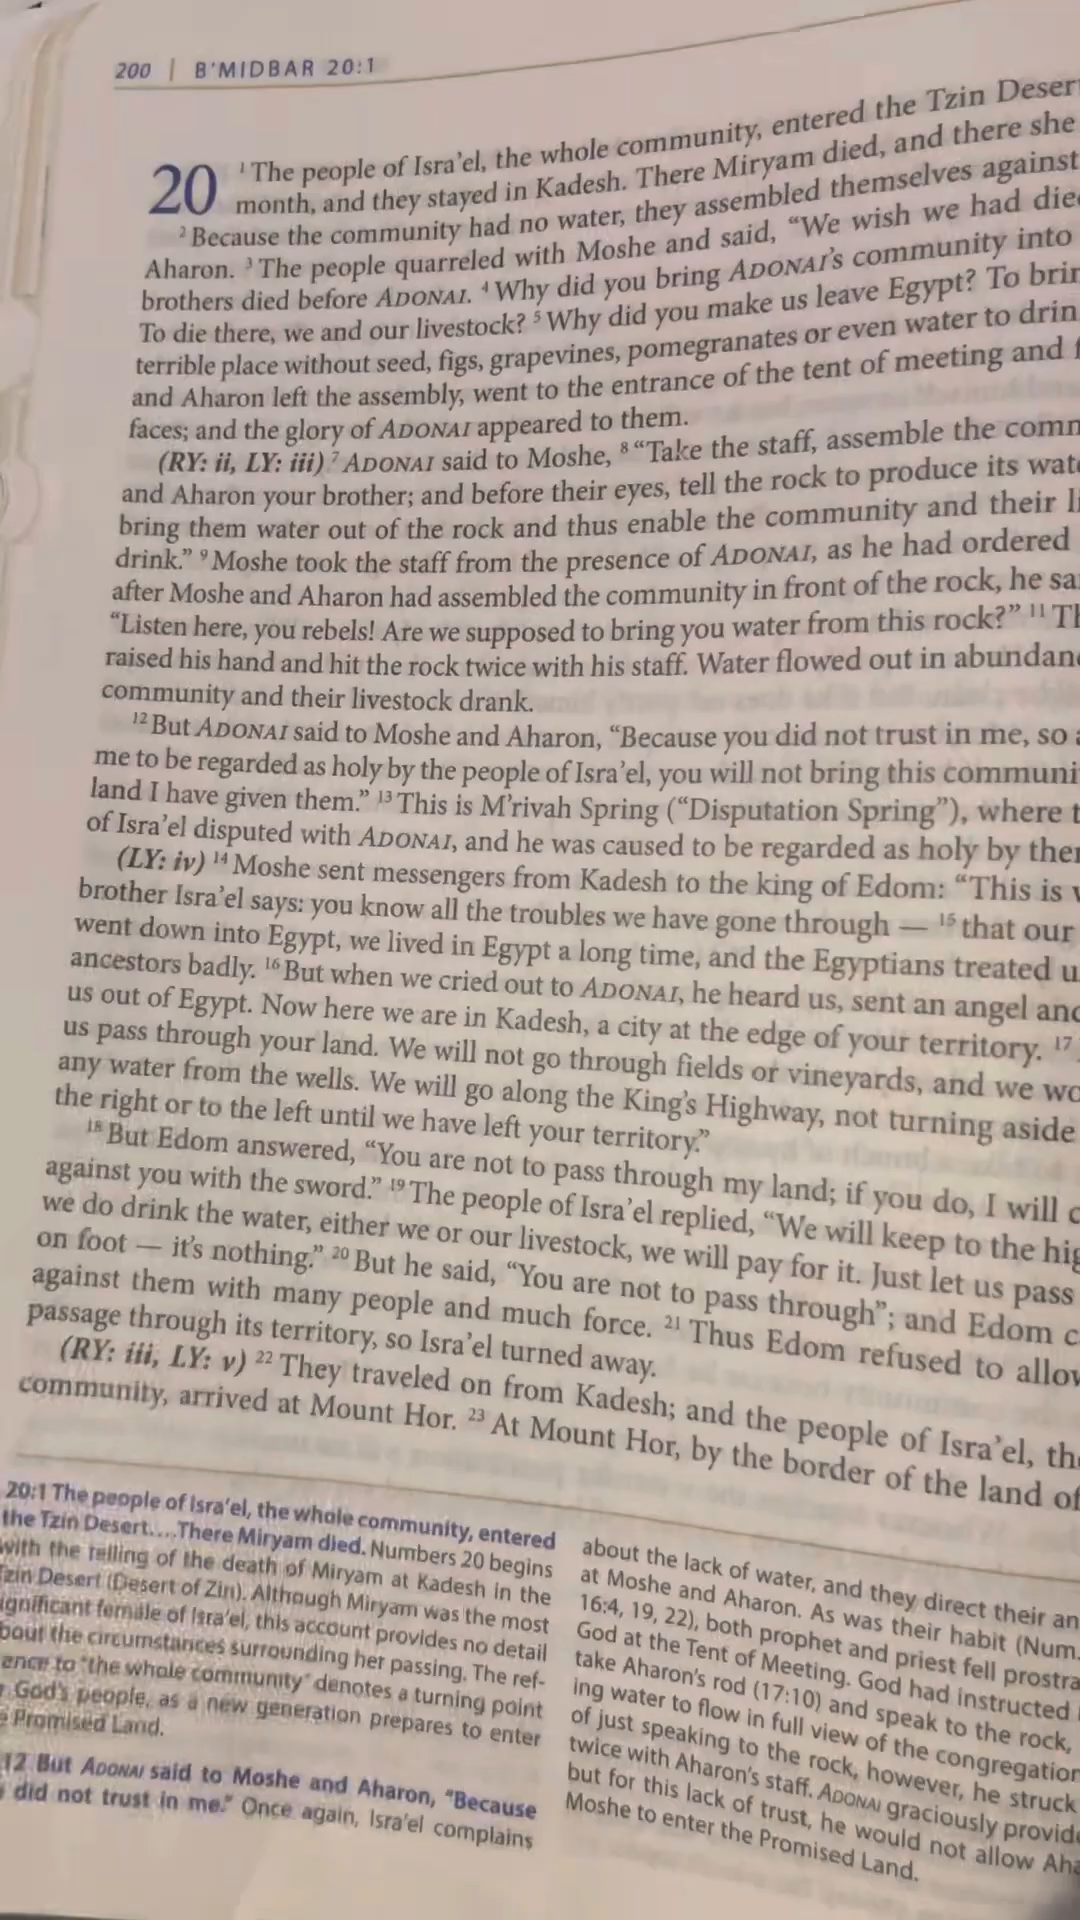 200 | B'MIDBAR 20:1
20 ¹The people of Isra'el, the whole community, entered the Tzin Desert
month, and they stayed in Kadesh. There Miryam died, and there she
²Because the community had no water, they assembled themselves against
Aharon. ³The people quarreled with Moshe and said, “We wish we had died
brothers died before ADONAI. ⁴Why did you bring ADONAI's community into
To die there, we and our livestock? ⁵Why did you make us leave Egypt? To brin
terrible place without seed, figs, grapevines, pomegranates or even water to drin
and Aharon left the assembly, went to the entrance of the tent of meeting and f
faces; and the glory of ADONAI appeared to them.
(RY: ii, LY: iii) ⁷ADONAI said to Moshe, ⁸“Take the staff, assemble the comm
and Aharon your brother; and before their eyes, tell the rock to produce its wate
bring them water out of the rock and thus enable the community and their li
drink.” ⁹Moshe took the staff from the presence of ADONAI, as he had ordered
after Moshe and Aharon had assembled the community in front of the rock, he sa
“Listen here, you rebels! Are we supposed to bring you water from this rock?” ¹¹Th
raised his hand and hit the rock twice with his staff. Water flowed out in abundanc
community and their livestock drank.
¹²But ADONAI said to Moshe and Aharon, “Because you did not trust in me, so a
me to be regarded as holy by the people of Isra'el, you will not bring this communi
land I have given them.” ¹³This is M'rivah Spring (“Disputation Spring”), where t
of Isra'el disputed with ADONAI, and he was caused to be regarded as holy by them
(LY: iv) ¹⁴Moshe sent messengers from Kadesh to the king of Edom: “This is w
brother Isra'el says: you know all the troubles we have gone through — ¹⁵that our
went down into Egypt, we lived in Egypt a long time, and the Egyptians treated u
ancestors badly. ¹⁶But when we cried out to ADONAI, he heard us, sent an angel and
us out of Egypt. Now here we are in Kadesh, a city at the edge of your territory. ¹⁷
us pass through your land. We will not go through fields or vineyards, and we wo
any water from the wells. We will go along the King's Highway, not turning aside
the right or to the left until we have left your territory.”
¹⁸But Edom answered, “You are not to pass through my land; if you do, I will c
against you with the sword.” ¹⁹The people of Isra'el replied, “We will keep to the hig
we do drink the water, either we or our livestock, we will pay for it. Just let us pass
on foot — it's nothing.” ²⁰But he said, “You are not to pass through”; and Edom c
against them with many people and much force. ²¹Thus Edom refused to allow
passage through its territory, so Isra'el turned away.
(RY: iii, LY: v) ²²They traveled on from Kadesh; and the people of Isra'el, the
community, arrived at Mount Hor. ²³At Mount Hor, by the border of the land of
20:1 The people of Isra'el, the whole community, entered
the Tzin Desert....There Miryam died. Numbers 20 begins
with the telling of the death of Miryam at Kadesh in the
Tzin Desert (Desert of Zin). Although Miryam was the most
ignificant female of Isra'el, this account provides no detail
bout the circumstances surrounding her passing. The ref-
ence to “the whole community” denotes a turning point
r God's people, as a new generation prepares to enter
e Promised Land.
12 But ADONAI said to Moshe and Aharon, “Because
did not trust in me.” Once again, Isra'el complains
about the lack of water, and they direct their an
at Moshe and Aharon. As was their habit (Num.
16:4, 19, 22), both prophet and priest fell prostra
God at the Tent of Meeting. God had instructed
take Aharon's rod (17:10) and speak to the rock,
ing water to flow in full view of the congregation
of just speaking to the rock, however, he struck
twice with Aharon's staff. ADONAI graciously provide
but for this lack of trust, he would not allow Aha
Moshe to enter the Promised Land.